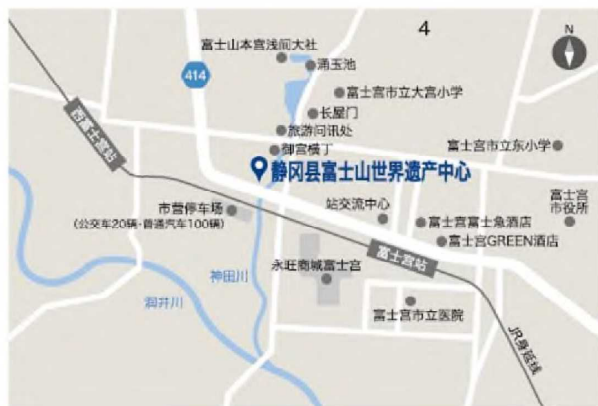 4
N
富士山本宫浅间大社
涌玉池
414
富士宫市立大宫小学
长屋门
旅游问讯处
富士宫市立东小学
御宫横丁
西富士宫站
静冈县富士山世界遗产中心
富士宫
市役所
市营停车场
(公交车20辆·普通汽车100辆)
站交流中心
富士宫富士急酒店
富士宫GREEN酒店
富士宫站
神田川
永旺商城富士宫
润井川
富士宫市立医院
JR身延线